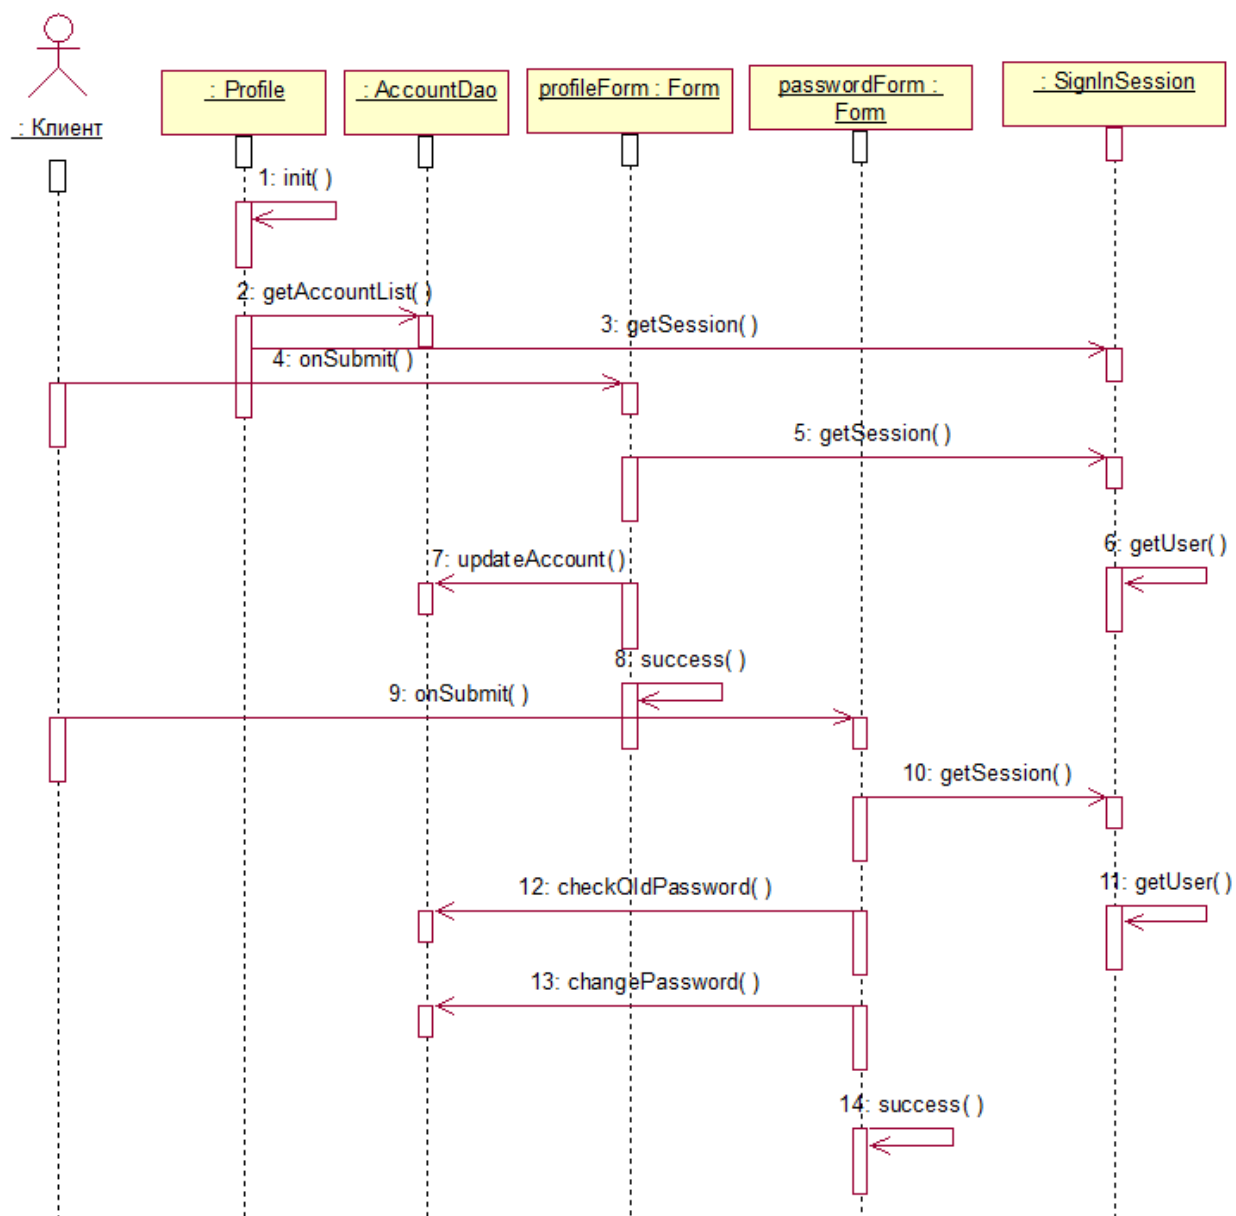 : Клиент
: Profile
: AccountDao
profileForm : Form
passwordForm :
Form
: SignInSession
1: init( )
2: getAccountList( )
3: getSession( )
4: onSubmit( )
5: getSession( )
6: getUser( )
7: updateAccount( )
8: success( )
9: onSubmit( )
10: getSession( )
11: getUser( )
12: checkOldPassword( )
13: changePassword( )
14: success( )